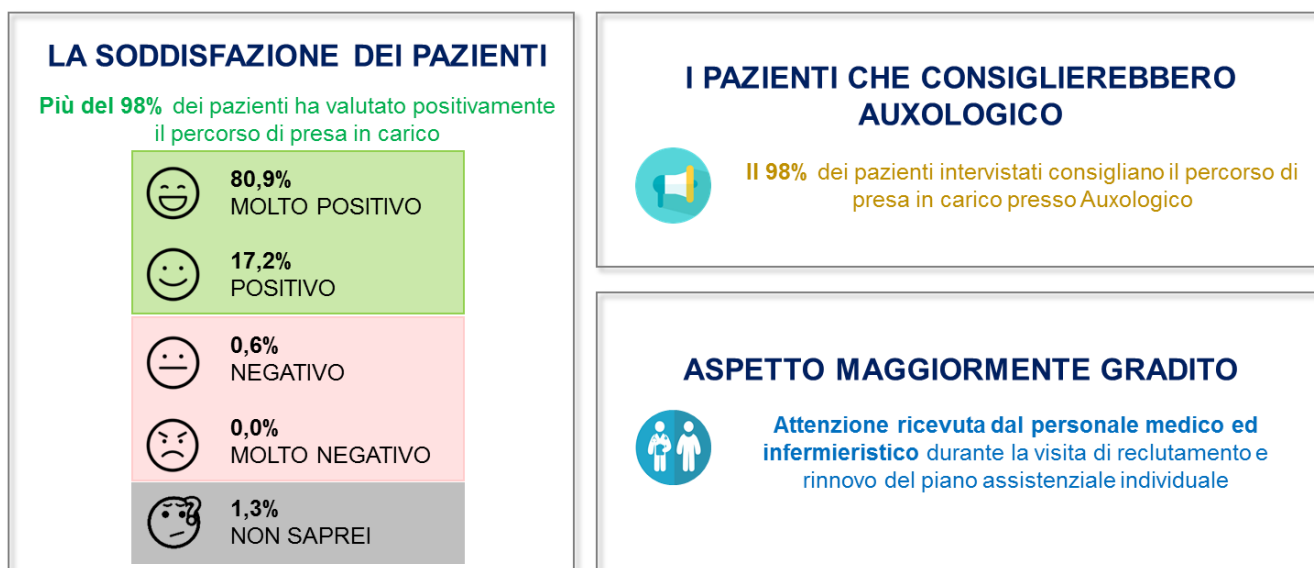 LA SODDISFAZIONE DEI PAZIENTI
Più del 98% dei pazienti ha valutato positivamente
il percorso di presa in carico
80,9%
MOLTO POSITIVO
17,2%
POSITIVO
0,6%
NEGATIVO
0,0%
MOLTO NEGATIVO
1,3%
NON SAPREI
I PAZIENTI CHE CONSIGLIEREBBERO
AUXOLOGICO
Il 98% dei pazienti intervistati consigliano il percorso di
presa in carico presso Auxologico
ASPETTO MAGGIORMENTE GRADITO
Attenzione ricevuta dal personale medico ed
infermieristico durante la visita di reclutamento e
rinnovo del piano assistenziale individuale